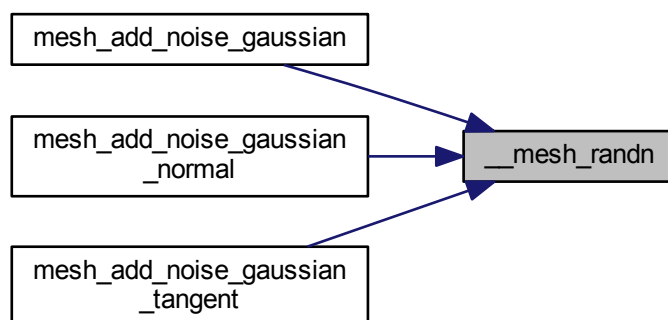 mesh_add_noise_gaussian
mesh_add_noise_gaussian
_normal
__mesh_randn
mesh_add_noise_gaussian
_tangent